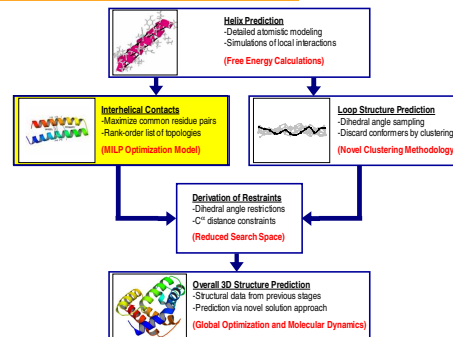 Helix Prediction
-Detailed atomistic modeling
-Simulations of local interactions
(Free Energy Calculations)
Interhelical Contacts
-Maximize common residue pairs
-Rank-order list of topologies
(MILP Optimization Model)
Loop Structure Prediction
-Dihedral angle sampling
-Discard conformers by clustering
(Novel Clustering Methodology)
Derivation of Restraints
-Dihedral angle restrictions
-Cα distance constraints
(Reduced Search Space)
Overall 3D Structure Prediction
-Structural data from previous stages
-Prediction via novel solution approach
(Global Optimization and Molecular Dynamics)